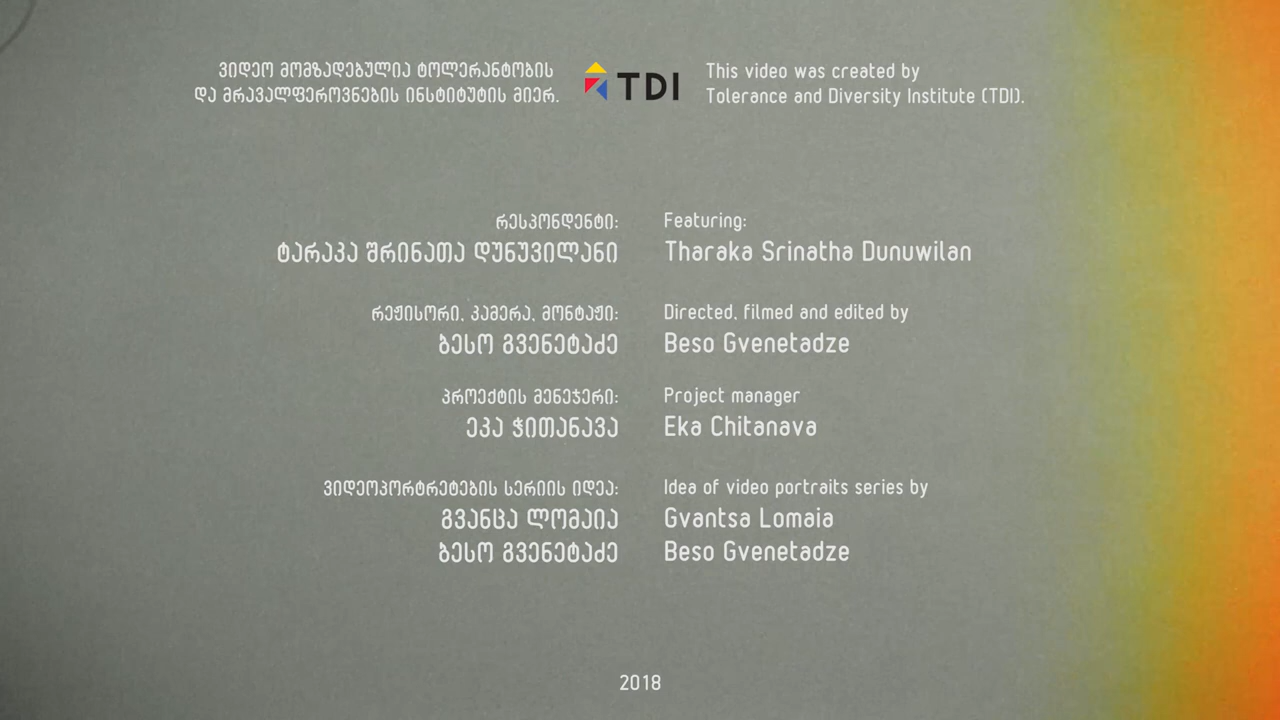 ვიდეო მომზადებულია ტოლერანტობის
და მრავალფეროვნების ინსტიტუტის მიერ.
TDI
This video was created by
Tolerance and Diversity Institute (TDI).
რესპონდენტი:
ტარაკა შრინათა დუნუვილანი
Featuring:
Tharaka Srinatha Dunuwilan
რეჟისორი, კამერა, მონტაჟი:
ბესო გვენეტაძე
Directed, filmed and edited by
Beso Gvenetadze
პროექტის მენეჯერი:
ეკა ჭითანავა
Project manager
Eka Chitanava
ვიდეოპორტრეტების სერიის იდეა:
გვანცა ლომაია
ბესო გვენეტაძე
Idea of video portraits series by
Gvantsa Lomaia
Beso Gvenetadze
2018